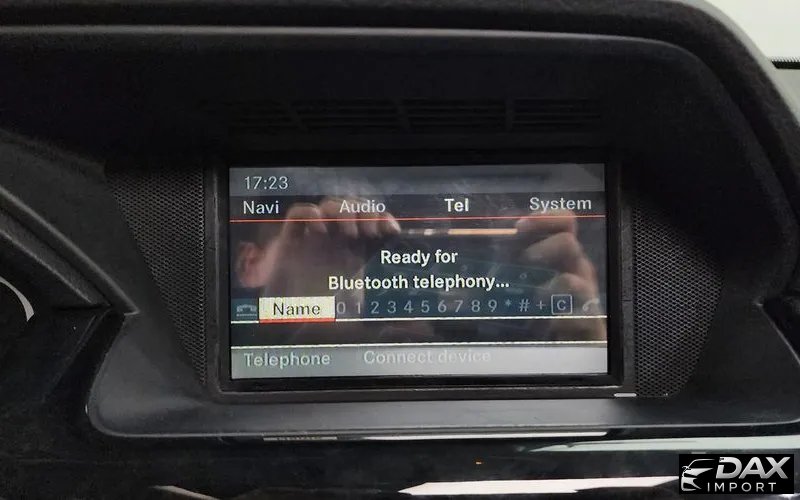 17:23
Navi Audio Tel System
Ready for
Bluetooth telephony...
Name 0 1 2 3 4 5 6 7 8 9 * # + C
Telephone Connect device
DAX
IMPORT